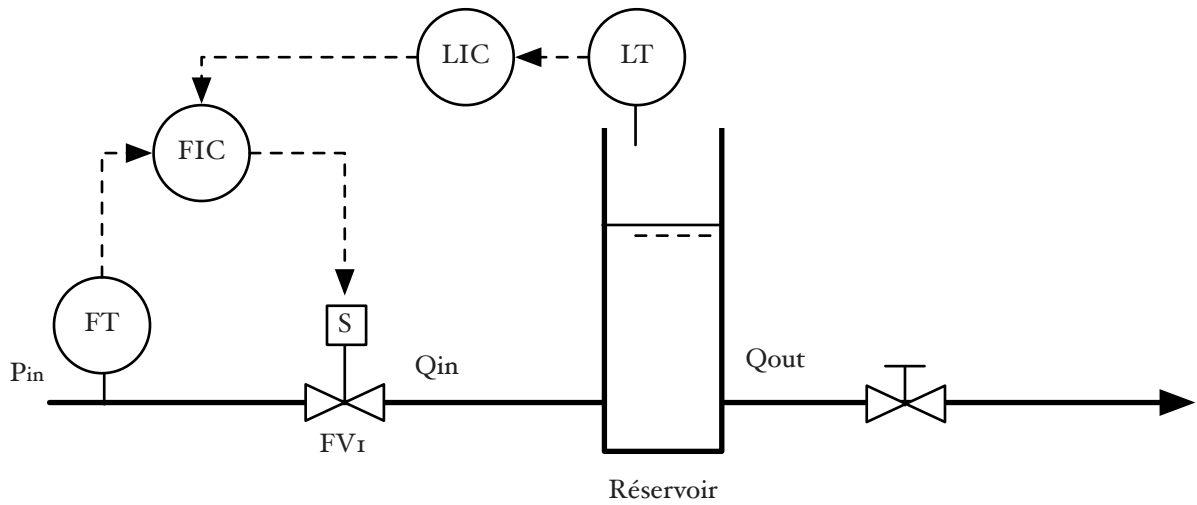 LIC
LT
FIC
FT
S
Pin
Qin
Qout
FV1
Réservoir